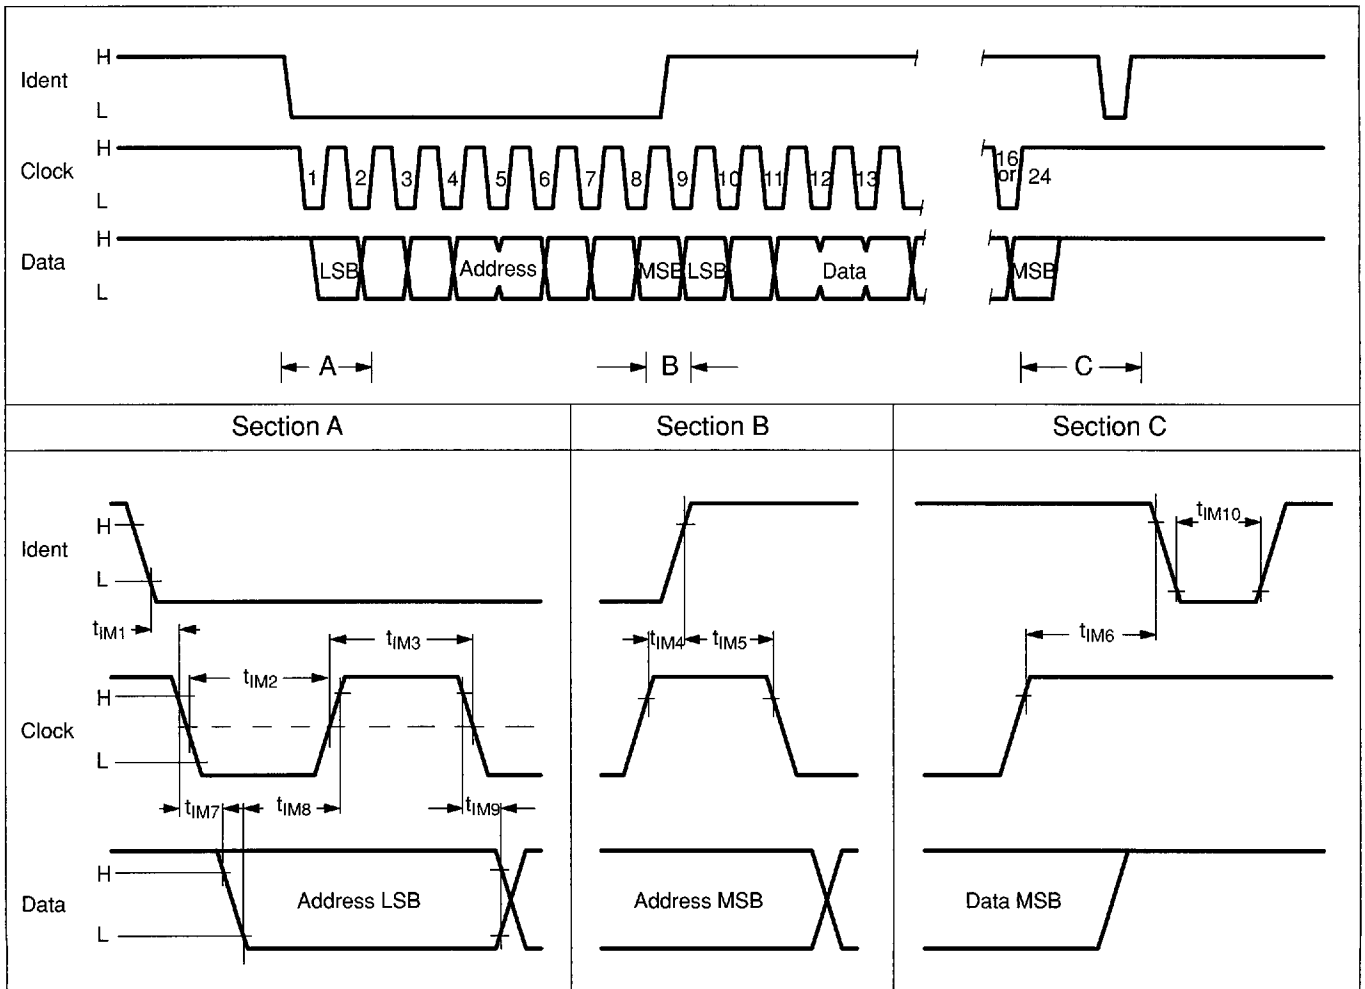 H
Ident
L
H
Clock
L
1 2 3 4 5 6 7 8 9 10 11 12 13
16
or 24
H
Data
L
LSB Address MSB LSB Data MSB
A B C
Section A Section B Section C
H
Ident
L
tIM1
tIM3
tIM4 tIM5
tIM6
tIM10
H
Clock
L
tIM2
tIM7 tIM8 tIM9
H
Data
L
Address LSB Address MSB Data MSB